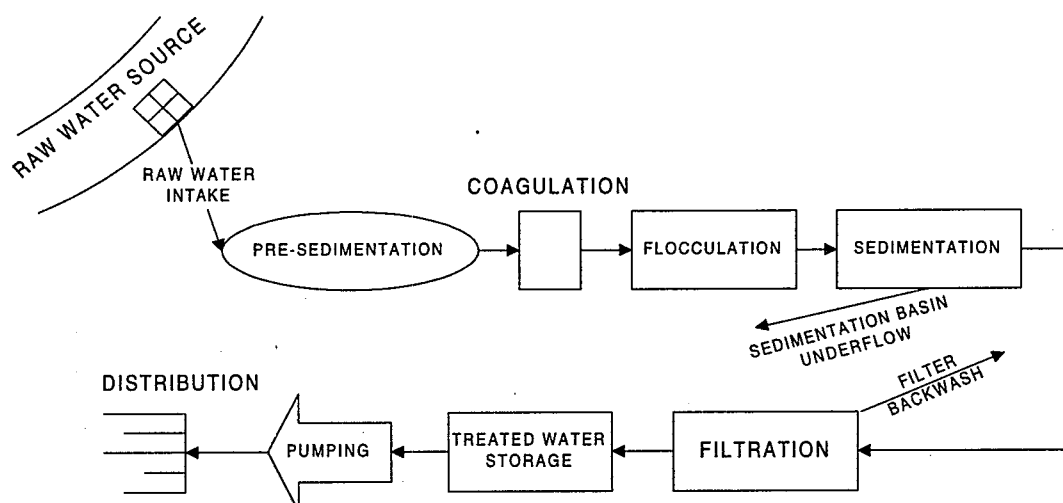 RAW WATER SOURCE
RAW WATER
INTAKE
COAGULATION
PRE-SEDIMENTATION
FLOCCULATION
SEDIMENTATION
SEDIMENTATION BASIN
UNDERFLOW
FILTER
BACKWASH
DISTRIBUTION
PUMPING
TREATED WATER
STORAGE
FILTRATION